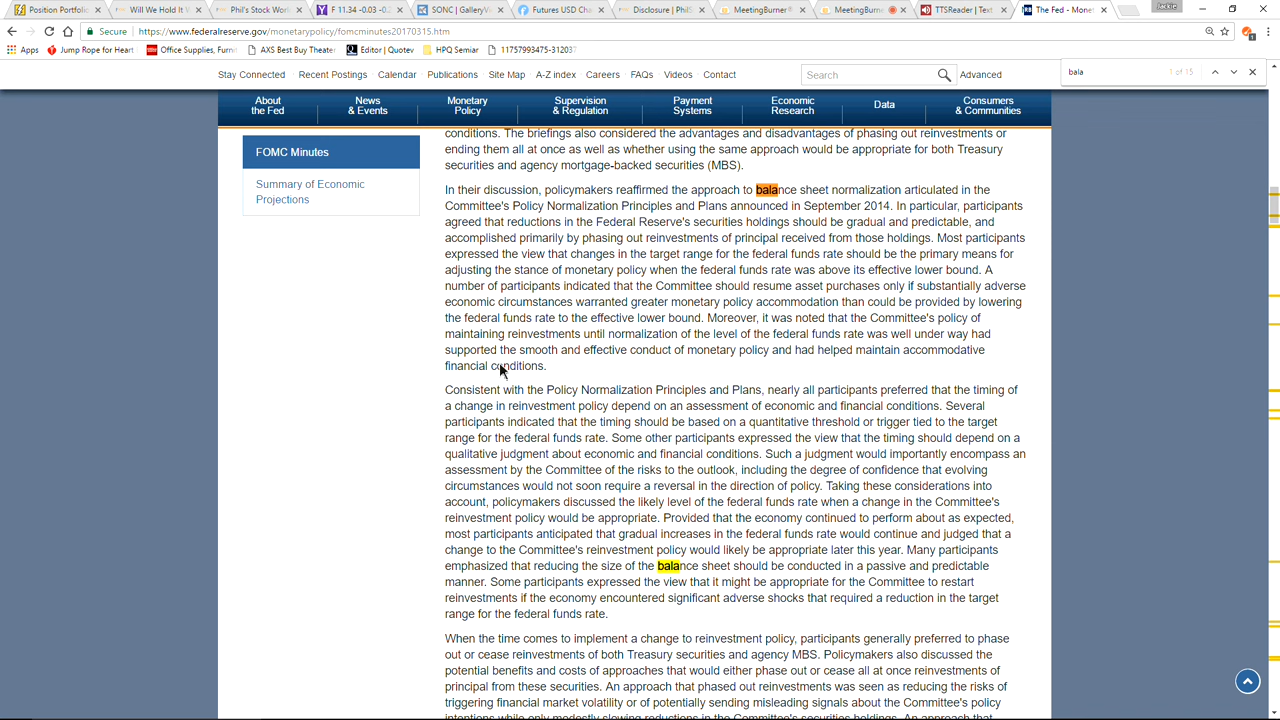 Position Portfolio
Will We Hold It W
Phil's Stock Work
F 11.34 -0.03 -0.
SONC | GalleryV
Futures USD Cha
Disclosure | PhilS
MeetingBurner
MeetingBurne
TTSReader | Text
The Fed - Mone
Jackie
Secure
https://www.federalreserve.gov/monetarypolicy/fomcminutes20170315.htm
Apps
Jump Rope for Heart
Office Supplies, Furni
AXS Best Buy Theater
Editor | Quotev
HPQ Semiar
11757993475-31203
Stay Connected
Recent Postings
Calendar
Publications
Site Map
A-Z index
Careers
FAQs
Videos
Contact
Search
Advanced
bala
1 of 15
About
the Fed
News
& Events
Monetary
Policy
Supervision
& Regulation
Payment
Systems
Economic
Research
Data
Consumers
& Communities
FOMC Minutes
Summary of Economic
Projections
conditions. The briefings also considered the advantages and disadvantages of phasing out reinvestments or
ending them all at once as well as whether using the same approach would be appropriate for both Treasury
securities and agency mortgage-backed securities (MBS).
In their discussion, policymakers reaffirmed the approach to balance sheet normalization articulated in the
Committee's Policy Normalization Principles and Plans announced in September 2014. In particular, participants
agreed that reductions in the Federal Reserve's securities holdings should be gradual and predictable, and
accomplished primarily by phasing out reinvestments of principal received from those holdings. Most participants
expressed the view that changes in the target range for the federal funds rate should be the primary means for
adjusting the stance of monetary policy when the federal funds rate was above its effective lower bound. A
number of participants indicated that the Committee should resume asset purchases only if substantially adverse
economic circumstances warranted greater monetary policy accommodation than could be provided by lowering
the federal funds rate to the effective lower bound. Moreover, it was noted that the Committee's policy of
maintaining reinvestments until normalization of the level of the federal funds rate was well under way had
supported the smooth and effective conduct of monetary policy and had helped maintain accommodative
financial conditions.
Consistent with the Policy Normalization Principles and Plans, nearly all participants preferred that the timing of
a change in reinvestment policy depend on an assessment of economic and financial conditions. Several
participants indicated that the timing should be based on a quantitative threshold or trigger tied to the target
range for the federal funds rate. Some other participants expressed the view that the timing should depend on a
qualitative judgment about economic and financial conditions. Such a judgment would importantly encompass an
assessment by the Committee of the risks to the outlook, including the degree of confidence that evolving
circumstances would not soon require a reversal in the direction of policy. Taking these considerations into
account, policymakers discussed the likely level of the federal funds rate when a change in the Committee's
reinvestment policy would be appropriate. Provided that the economy continued to perform about as expected,
most participants anticipated that gradual increases in the federal funds rate would continue and judged that a
change to the Committee's reinvestment policy would likely be appropriate later this year. Many participants
emphasized that reducing the size of the balance sheet should be conducted in a passive and predictable
manner. Some participants expressed the view that it might be appropriate for the Committee to restart
reinvestments if the economy encountered significant adverse shocks that required a reduction in the target
range for the federal funds rate.
When the time comes to implement a change to reinvestment policy, participants generally preferred to phase
out or cease reinvestments of both Treasury securities and agency MBS. Policymakers also discussed the
potential benefits and costs of approaches that would either phase out or cease all at once reinvestments of
principal from these securities. An approach that phased out reinvestments was seen as reducing the risks of
triggering financial market volatility or of potentially sending misleading signals about the Committee's policy
intentions while only modestly slowing reductions in the Committee's securities holdings. An approach that